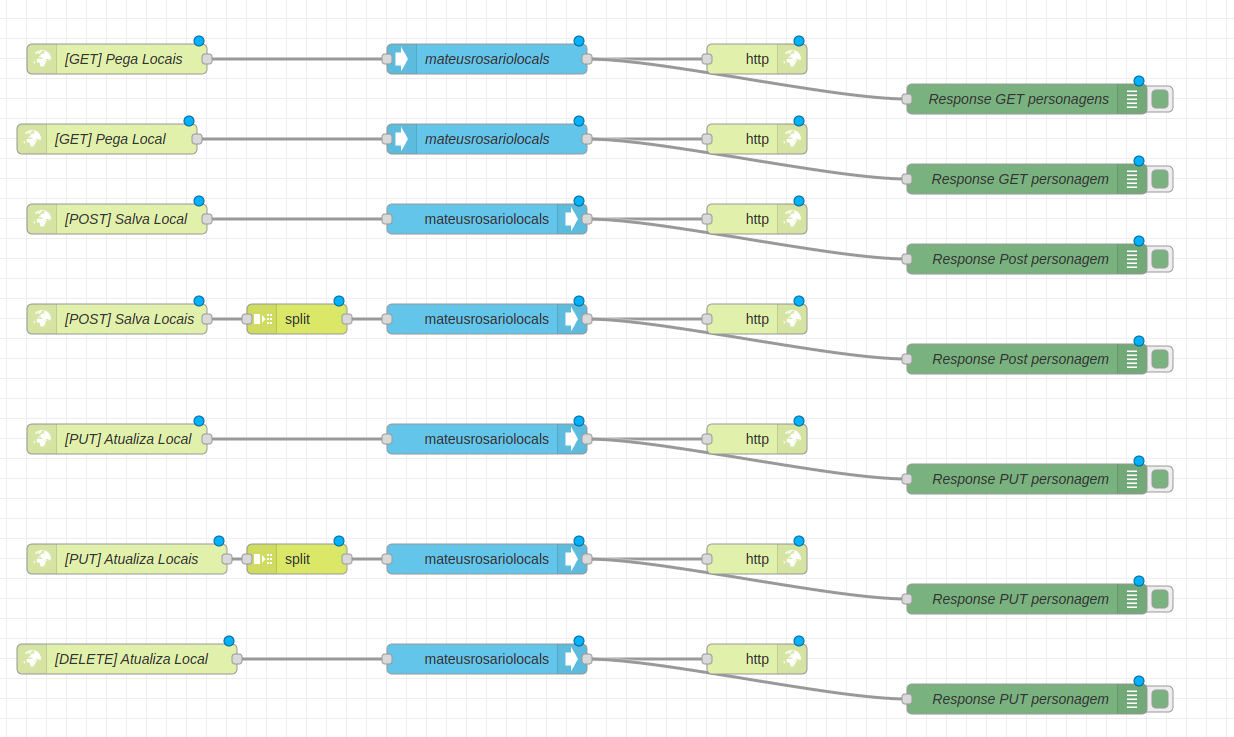 [GET] Pega Locais
mateusrosariolocals
http
Response GET personagens
[GET] Pega Local
mateusrosariolocals
http
Response GET personagem
[POST] Salva Local
mateusrosariolocals
http
Response Post personagem
[POST] Salva Locais
split
mateusrosariolocals
http
Response Post personagem
[PUT] Atualiza Local
mateusrosariolocals
http
Response PUT personagem
[PUT] Atualiza Locais
split
mateusrosariolocals
http
Response PUT personagem
[DELETE] Atualiza Local
mateusrosariolocals
http
Response PUT personagem